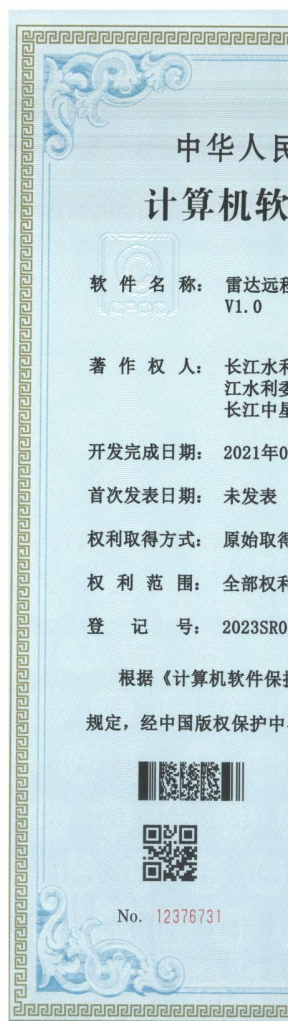 中华人民
计算机软
软件名称： 雷达远程
V1.0
著作权人： 长江水利
江水利委
长江中星
开发完成日期： 2021年0
首次发表日期： 未发表
权利取得方式： 原始取得
权利范围： 全部权利
登记号： 2023SR0
根据《计算机软件保护
规定，经中国版权保护中
No. 12376731